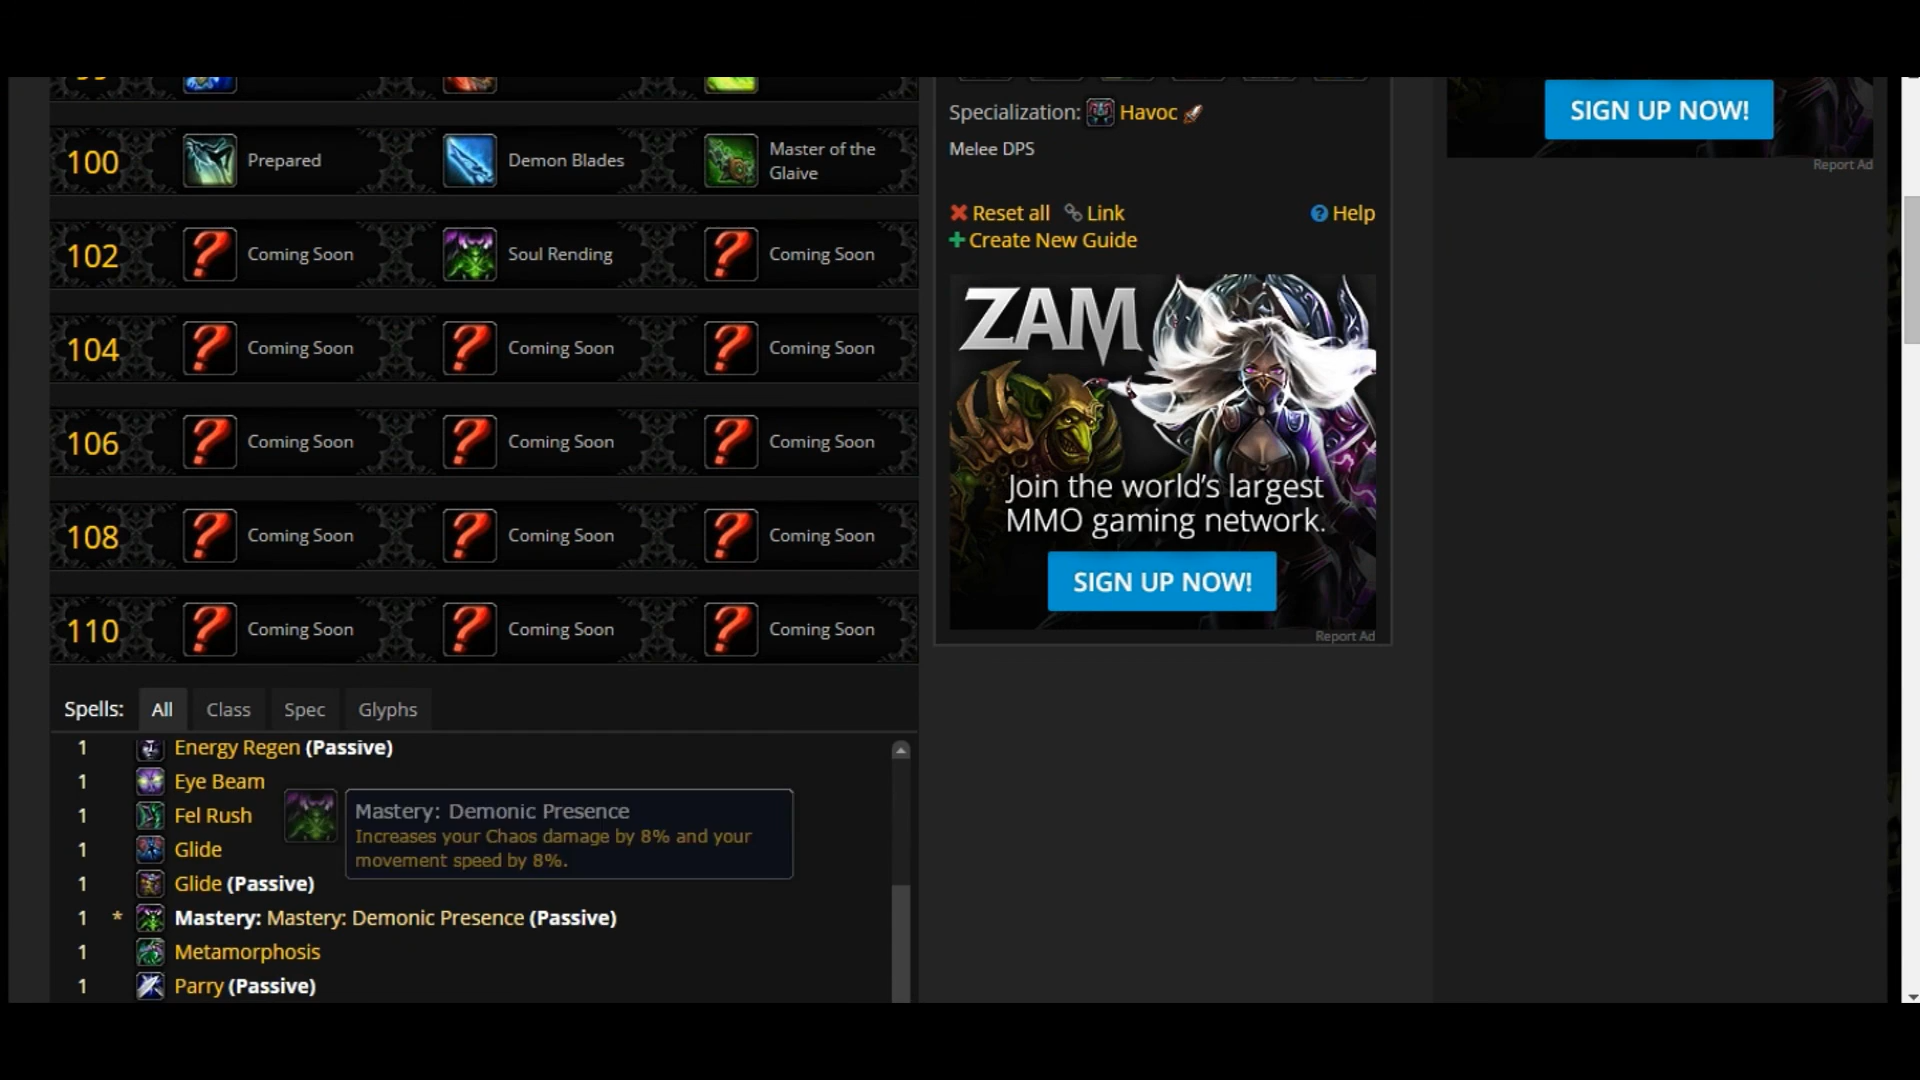 100 Prepared Demon Blades Master of the Glaive
102 Coming Soon Soul Rending Coming Soon
104 Coming Soon Coming Soon Coming Soon
106 Coming Soon Coming Soon Coming Soon
108 Coming Soon Coming Soon Coming Soon
110 Coming Soon Coming Soon Coming Soon
Spells: All Class Spec Glyphs
1 Energy Regen (Passive)
1 Eye Beam
1 Fel Rush
1 Glide
1 Glide (Passive)
1 * Mastery: Mastery: Demonic Presence (Passive)
1 Metamorphosis
1 Parry (Passive)
Mastery: Demonic Presence
Increases your Chaos damage by 8% and your
movement speed by 8%.
Specialization: Havoc
Melee DPS
Reset all Link Help
Create New Guide
ZAM
Join the world's largest
MMO gaming network.
SIGN UP NOW!
Report Ad
SIGN UP NOW!
Report Ad